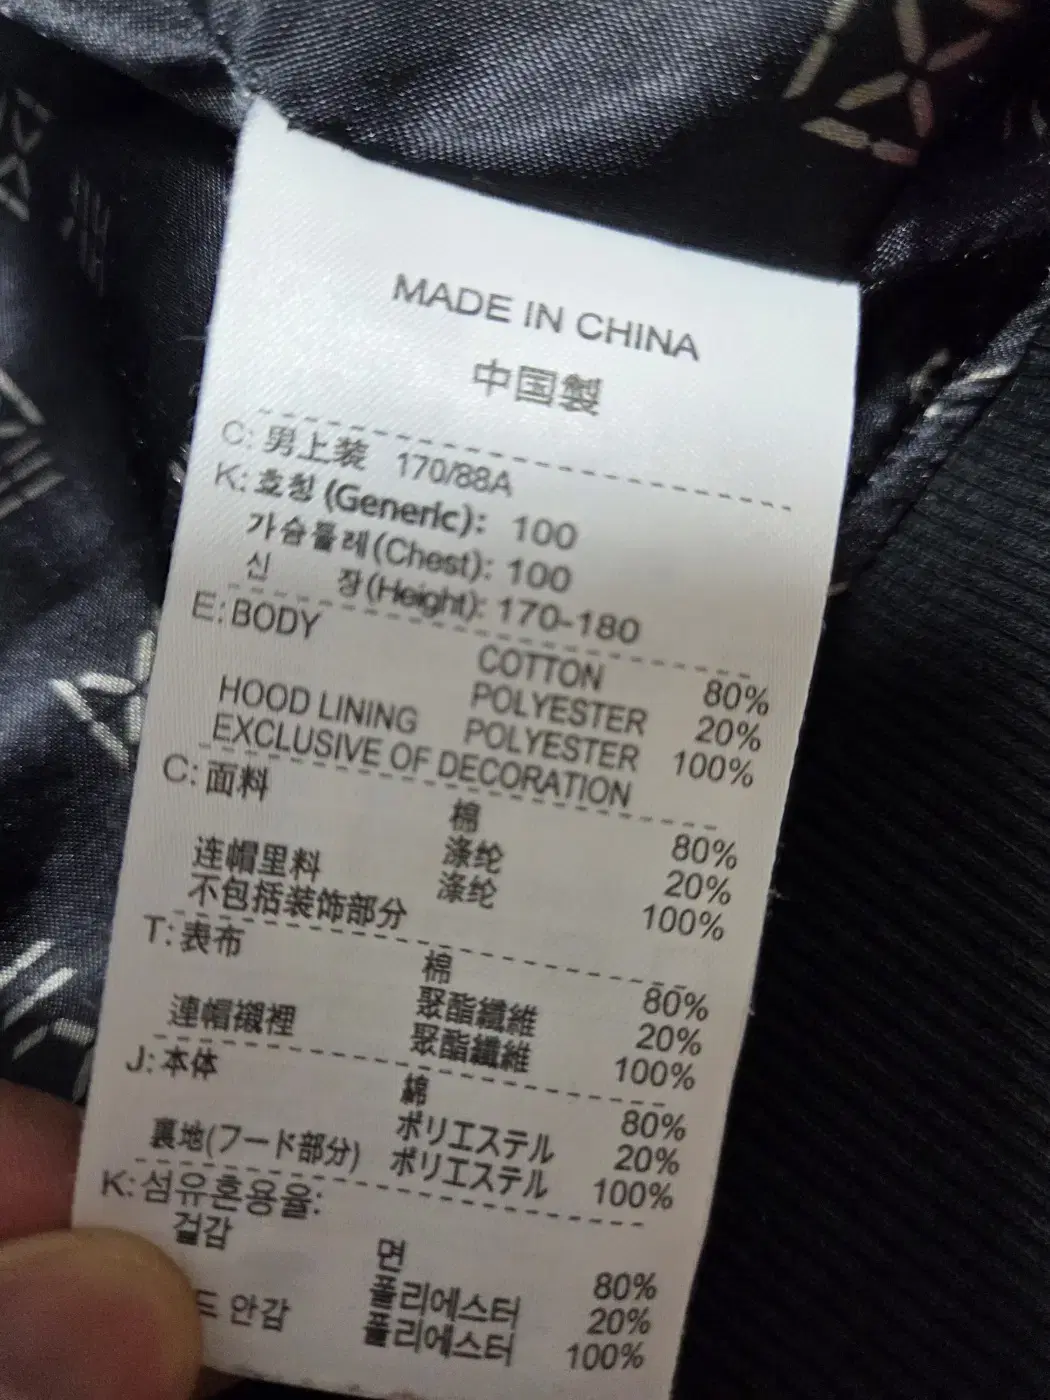 MADE IN CHINA
中国製
C: 男上装 170/88A
K: 호칭 (Generic): 100
가슴둘레(Chest): 100
신 장(Height): 170-180
E: BODY COTTON 80%
POLYESTER 20%
HOOD LINING POLYESTER 100%
EXCLUSIVE OF DECORATION
C: 面料 棉 80%
涤纶 20%
连帽里料 涤纶 100%
不包括装饰部分
T: 表布 棉 80%
聚酯纖維 20%
連帽襯裡 聚酯纖維 100%
J: 本体 綿 80%
ポリエステル 20%
裏地(フード部分) ポリエステル 100%
K: 섬유혼용율:
겉감 면 80%
폴리에스터 20%
드 안감 폴리에스터 100%